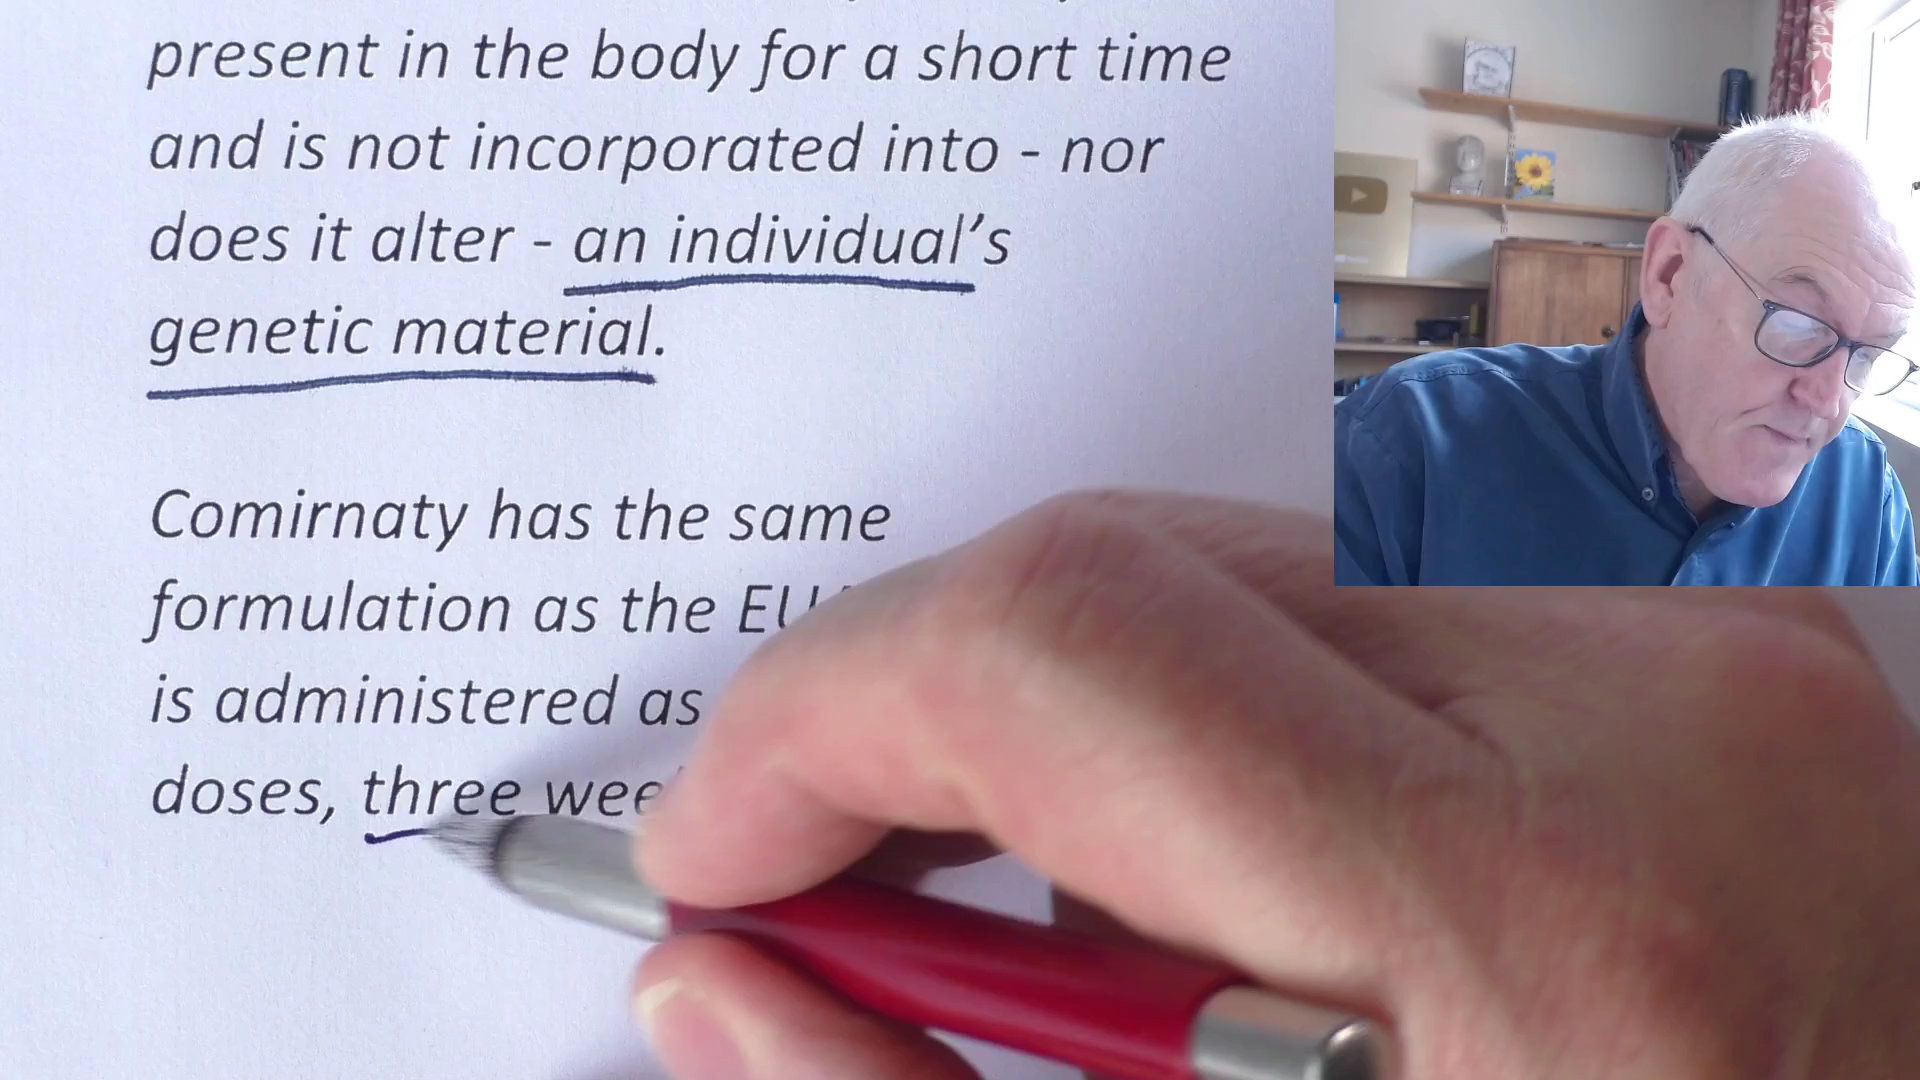 present in the body for a short time
and is not incorporated into - nor
does it alter - an individual’s
genetic material.
Comirnaty has the same
formulation as the
is administered as
doses, three